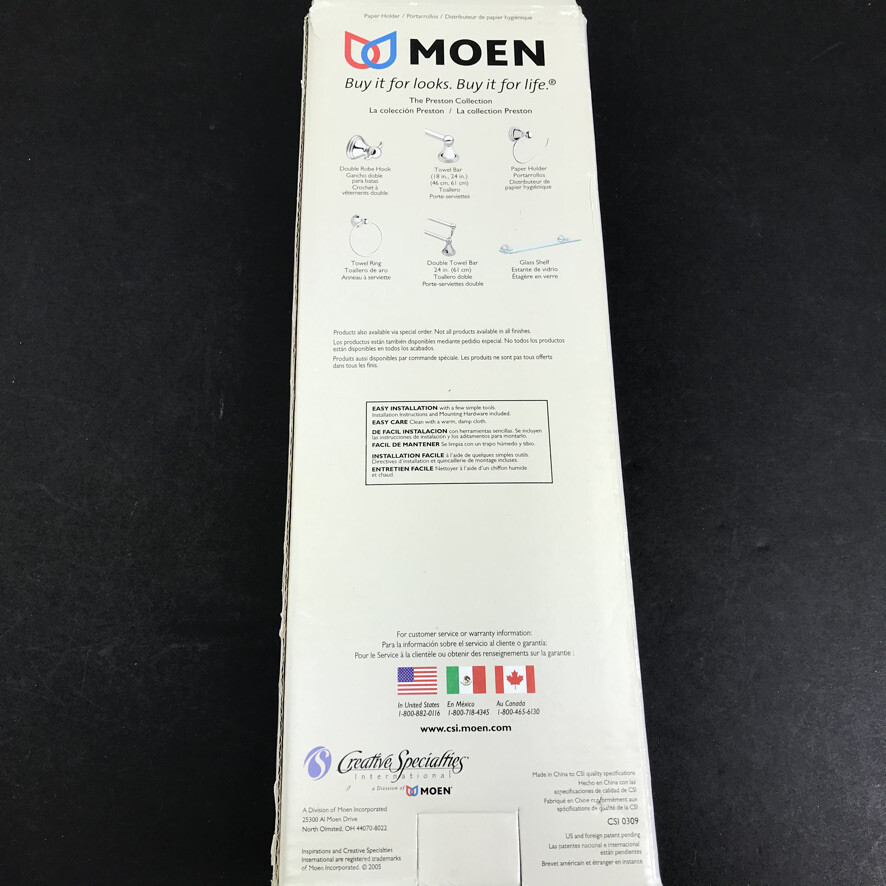 Paper Holder / Portarrollos / Distributeur de papier hygiénique
MOEN
Buy it for looks. Buy it for life.®
The Preston Collection
La colección Preston / La collection Preston
Double Robe Hook
Gancho doble
para batas
Crochet à
vêtements double
Towel Bar
(18 in., 24 in.)
(46 cm, 61 cm)
Toallero
Porte-serviettes
Paper Holder
Portarrollos
Distributeur de
papier hygiénique
Towel Ring
Toallero de aro
Anneau à serviette
Double Towel Bar
24 in. (61 cm)
Toallero doble
Porte-serviettes double
Glass Shelf
Estante de vidrio
Étagère en verre
Products also available via special order. Not all products available in all finishes.
Los productos están también disponibles mediante pedidio especial. No todos los productos
están disponibles en todos los acabados.
Produits aussi disponibles par commande spéciale. Les produits ne sont pas tous offerts
dans tous les finis.
EASY INSTALLATION with a few simple tools.
Installation Instructions and Mounting Hardware included.
EASY CARE Clean with a warm, damp cloth.
DE FACIL INSTALACION con herramientas sencillas. Se incluyen
las instrucciones de instalación y los aditamentos para montarlo.
FACIL DE MANTENER Se limpia con un trapo húmedo y tibio.
INSTALLATION FACILE à l'aide de quelques simples outils.
Directives d'installation et quincaillerie de montage incluses.
ENTRETIEN FACILE Nettoyer à l'aide d'un chiffon humide
et chaud.
For customer service or warranty information:
Para la información sobre el servicio al cliente o garantía:
Pour le Service à la clientèle ou obtenir des renseignements sur la garantie :
In United States
1-800-882-0116
En México
1-800-718-4345
Au Canada
1-800-465-6130
www.csi.moen.com
Creative Specialties
International
a Division of MOEN
A Division of Moen Incorporated
25300 Al Moen Drive
North Olmsted, OH 44070-8022
Inspirations and Creative Specialties
International are registered trademarks
of Moen Incorporated. © 2005
Made in China to CSI quality specifications
Hecho en China con las
especificaciones de calidad de CSI.
Fabriqué en Chine conformément aux
spécifications de qualité de la CSI.
CSI 0309
US and foreign patent pending
Las patentes nacional e internacional
están pendientes
Brevet américain et étranger en instance